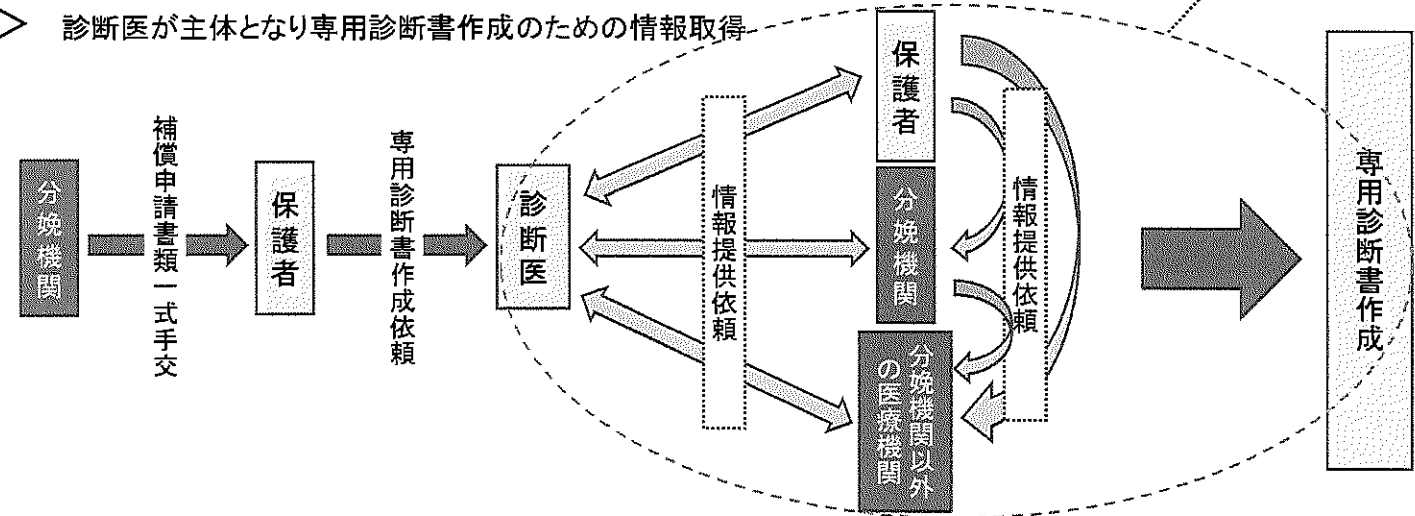 診断医が主体となり専用診断書作成のための情報取得
分娩機関
補償申請書類一式手交
保護者
専用診断書作成依頼
診断医
情報提供依頼
保護者
分娩機関
分娩機関以外
の医療機関
情報提供依頼
専用診断書作成